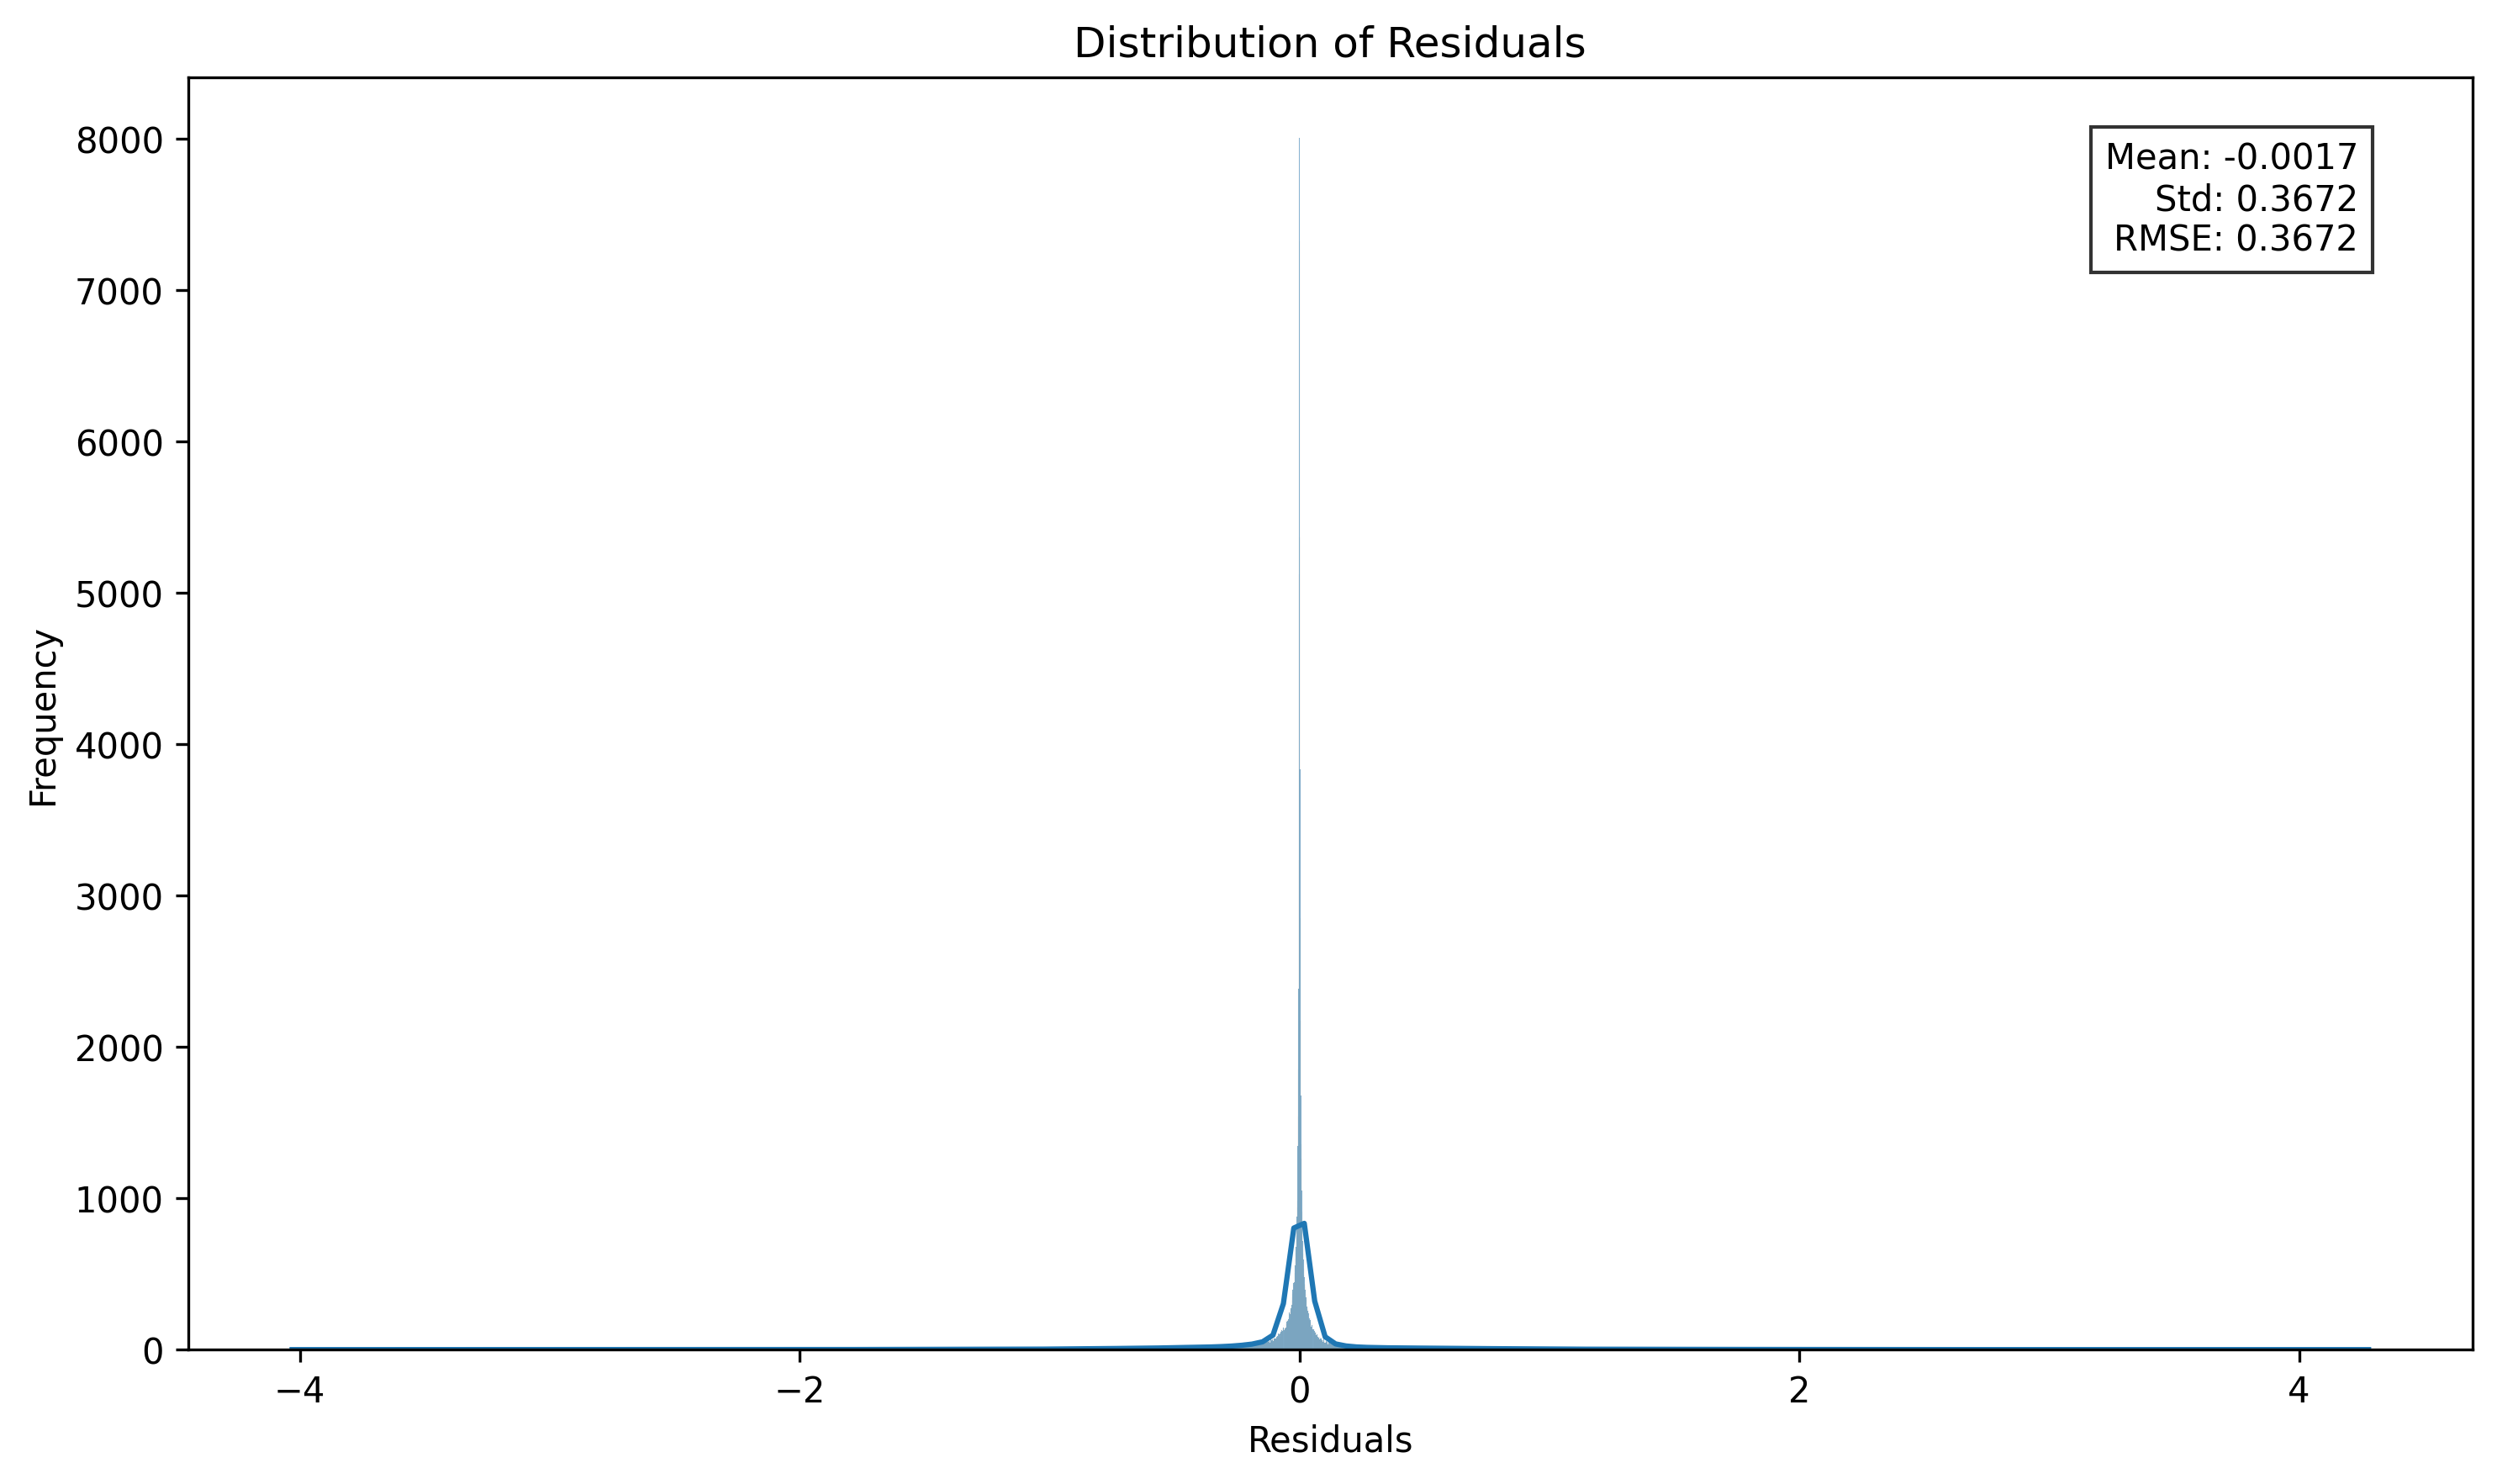 Distribution of Residuals
Mean: -0.0017
Std: 0.3672
RMSE: 0.3672
8000
7000
6000
5000
4000
3000
2000
1000
0
Frequency
−4
−2
0
2
4
Residuals